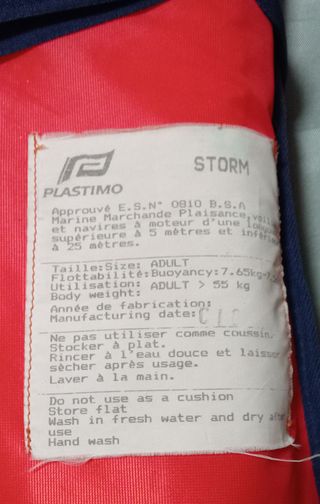 PLASTIMO
STORM
Approuvé E.S.N° 0810 B.S.A
Marine Marchande Plaisance, voil
et navires à moteur d'une
supérieure à 5 mètres et infér
à 25 mètres.
Taille:Size: ADULT
Flottabilité:Buoyancy: 7.65kg-
Utilisation: ADULT > 55 kg
Body weight:
Année de fabrication:
Manufacturing date:
Ne pas utiliser comme coussin.
Stocker à plat.
Rincer à l'eau douce et laisser
sécher après usage.
Laver à la main.
Do not use as a cushion
Store flat
Wash in fresh water and dry after
use
Hand wash